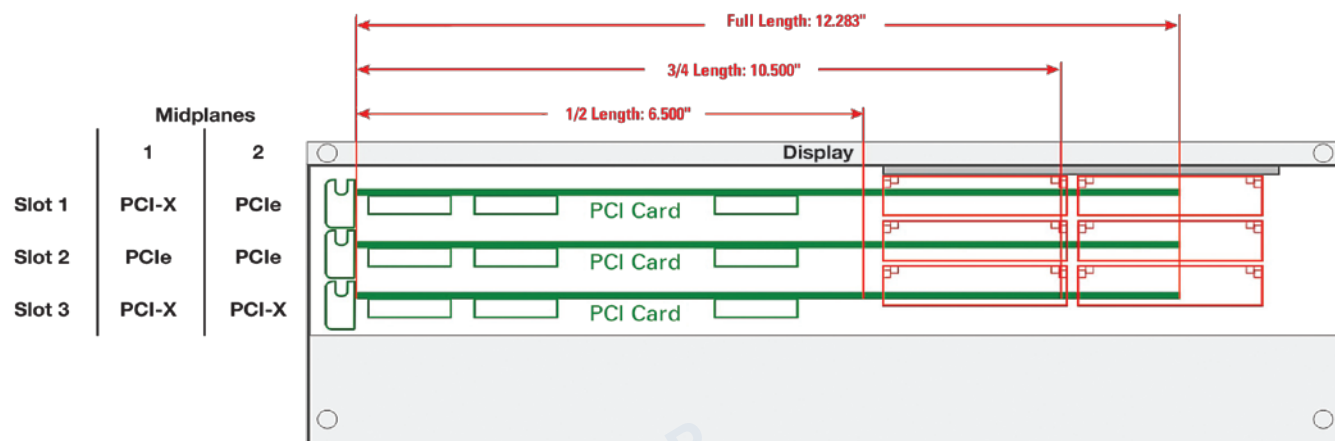 Full Length: 12.283"
3/4 Length: 10.500"
1/2 Length: 6.500"
Midplanes
1 2
Display
Slot 1 PCI-X PCIe
PCI Card
Slot 2 PCIe PCIe
PCI Card
Slot 3 PCI-X PCI-X
PCI Card